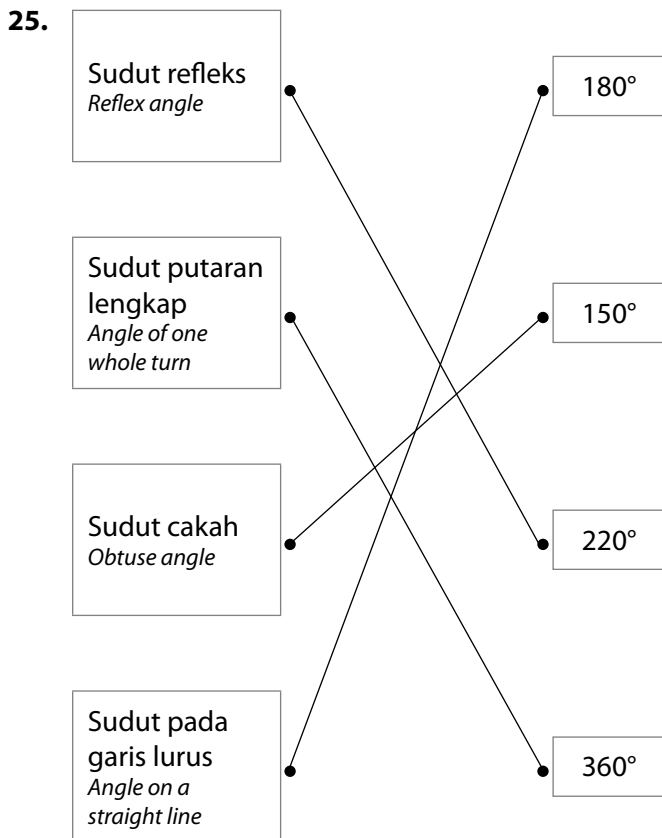 25.
Sudut refleks
Reflex angle
180°
Sudut putaran
lengkap
Angle of one
whole turn
150°
Sudut cakah
Obtuse angle
220°
Sudut pada
garis lurus
Angle on a
straight line
360°